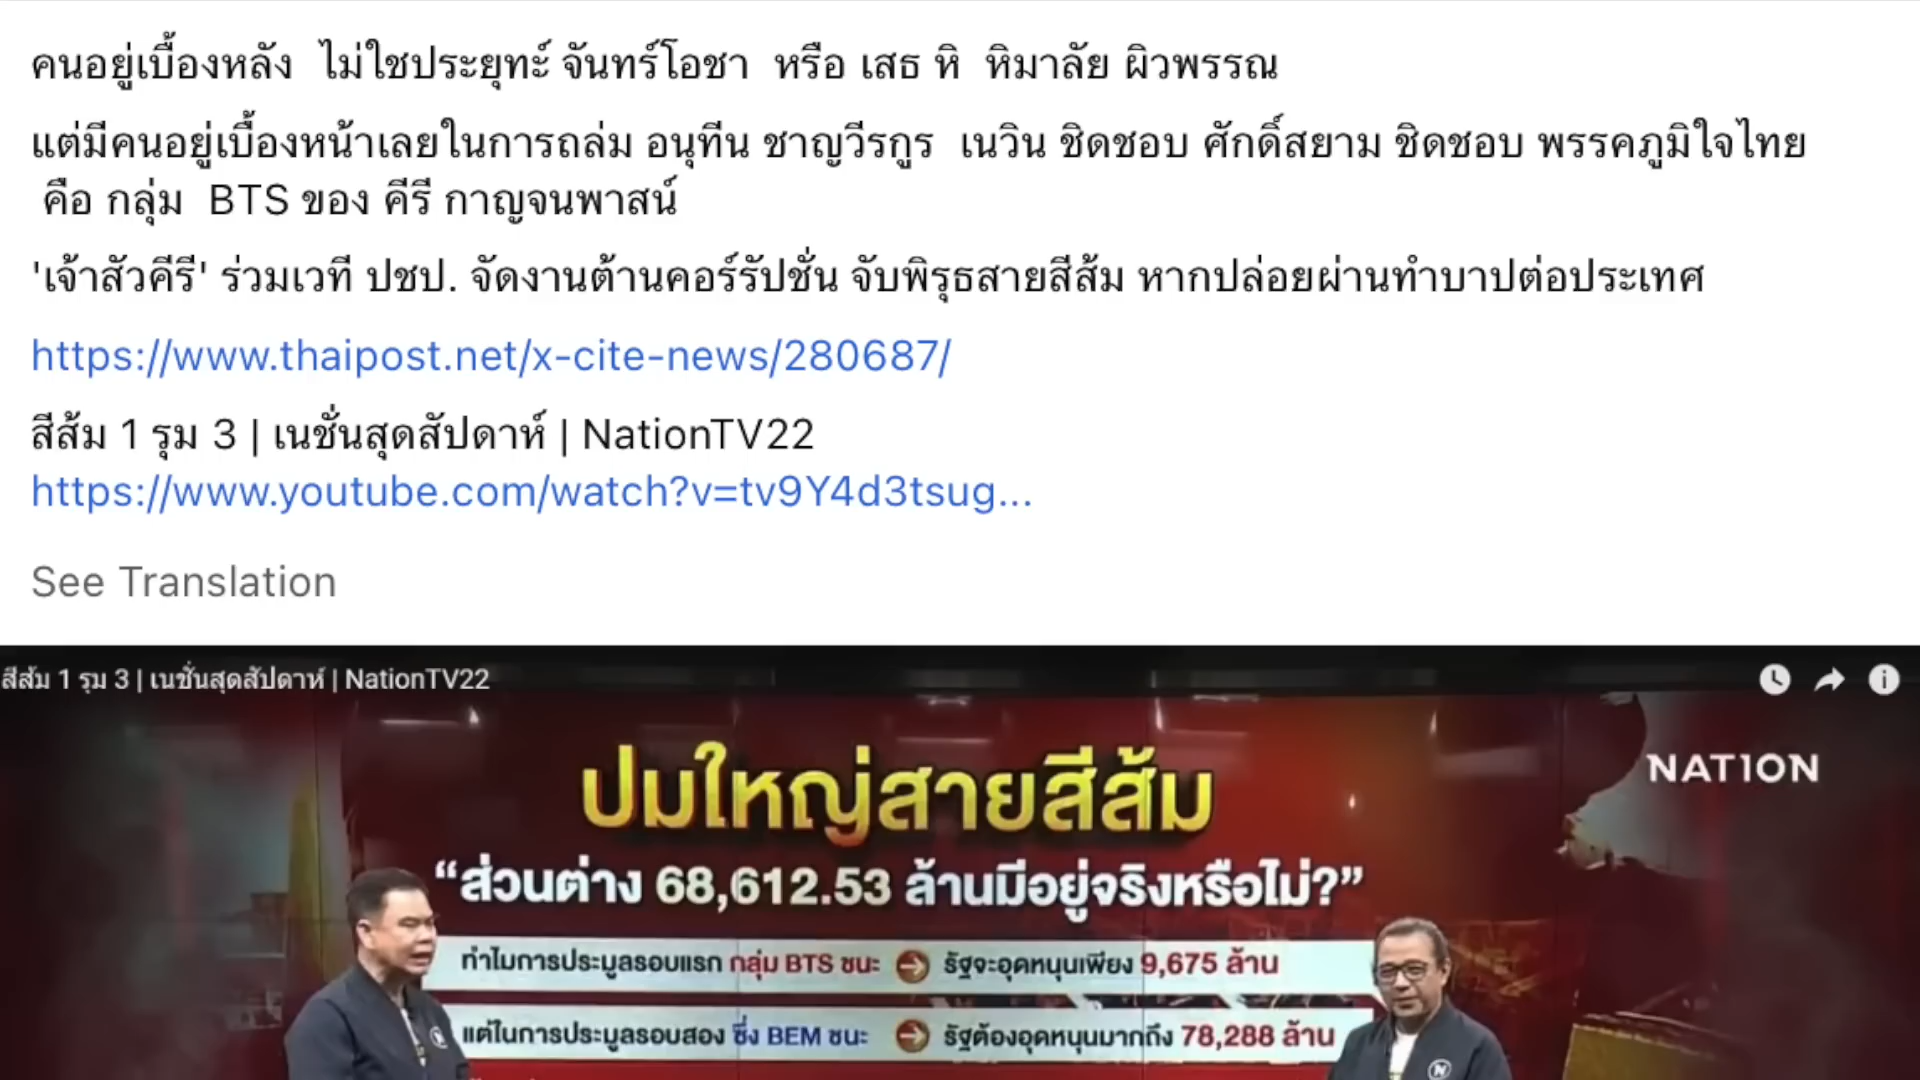 คนอยู่เบื้องหลัง  ไม่ใชประยุทะ์ จันทร์โอชา  หรือ เสธ หิ  หิมาลัย ผิวพรรณ
แต่มีคนอยู่เบื้องหน้าเลยในการถล่ม อนุทีน ชาญวีรกูร  เนวิน ชิดชอบ ศักดิ์สยาม ชิดชอบ พรรคภูมิใจไทย
คือ กลุ่ม  BTS ของ คีรี กาญจนพาสน์
'เจ้าสัวคีรี' ร่วมเวที ปชป. จัดงานต้านคอร์รัปชั่น จับพิรุธสายสีส้ม หากปล่อยผ่านทำบาปต่อประเทศ
https://www.thaipost.net/x-cite-news/280687/
สีส้ม 1 รุม 3 | เนชั่นสุดสัปดาห์ | NationTV22
https://www.youtube.com/watch?v=tv9Y4d3tsug...
See Translation
สีส้ม 1 รุม 3 | เนชั่นสุดสัปดาห์ | NationTV22
NATION
ปมใหญ่สายสีส้ม
“ส่วนต่าง 68,612.53 ล้านมีอยู่จริงหรือไม่?”
ทำไมการประมูลรอบแรก กลุ่ม BTS ชนะ รัฐจะอุดหนุนเพียง 9,675 ล้าน
แต่ในการประมูลรอบสอง ซึ่ง BEM ชนะ รัฐต้องอุดหนุนมากถึง 78,288 ล้าน